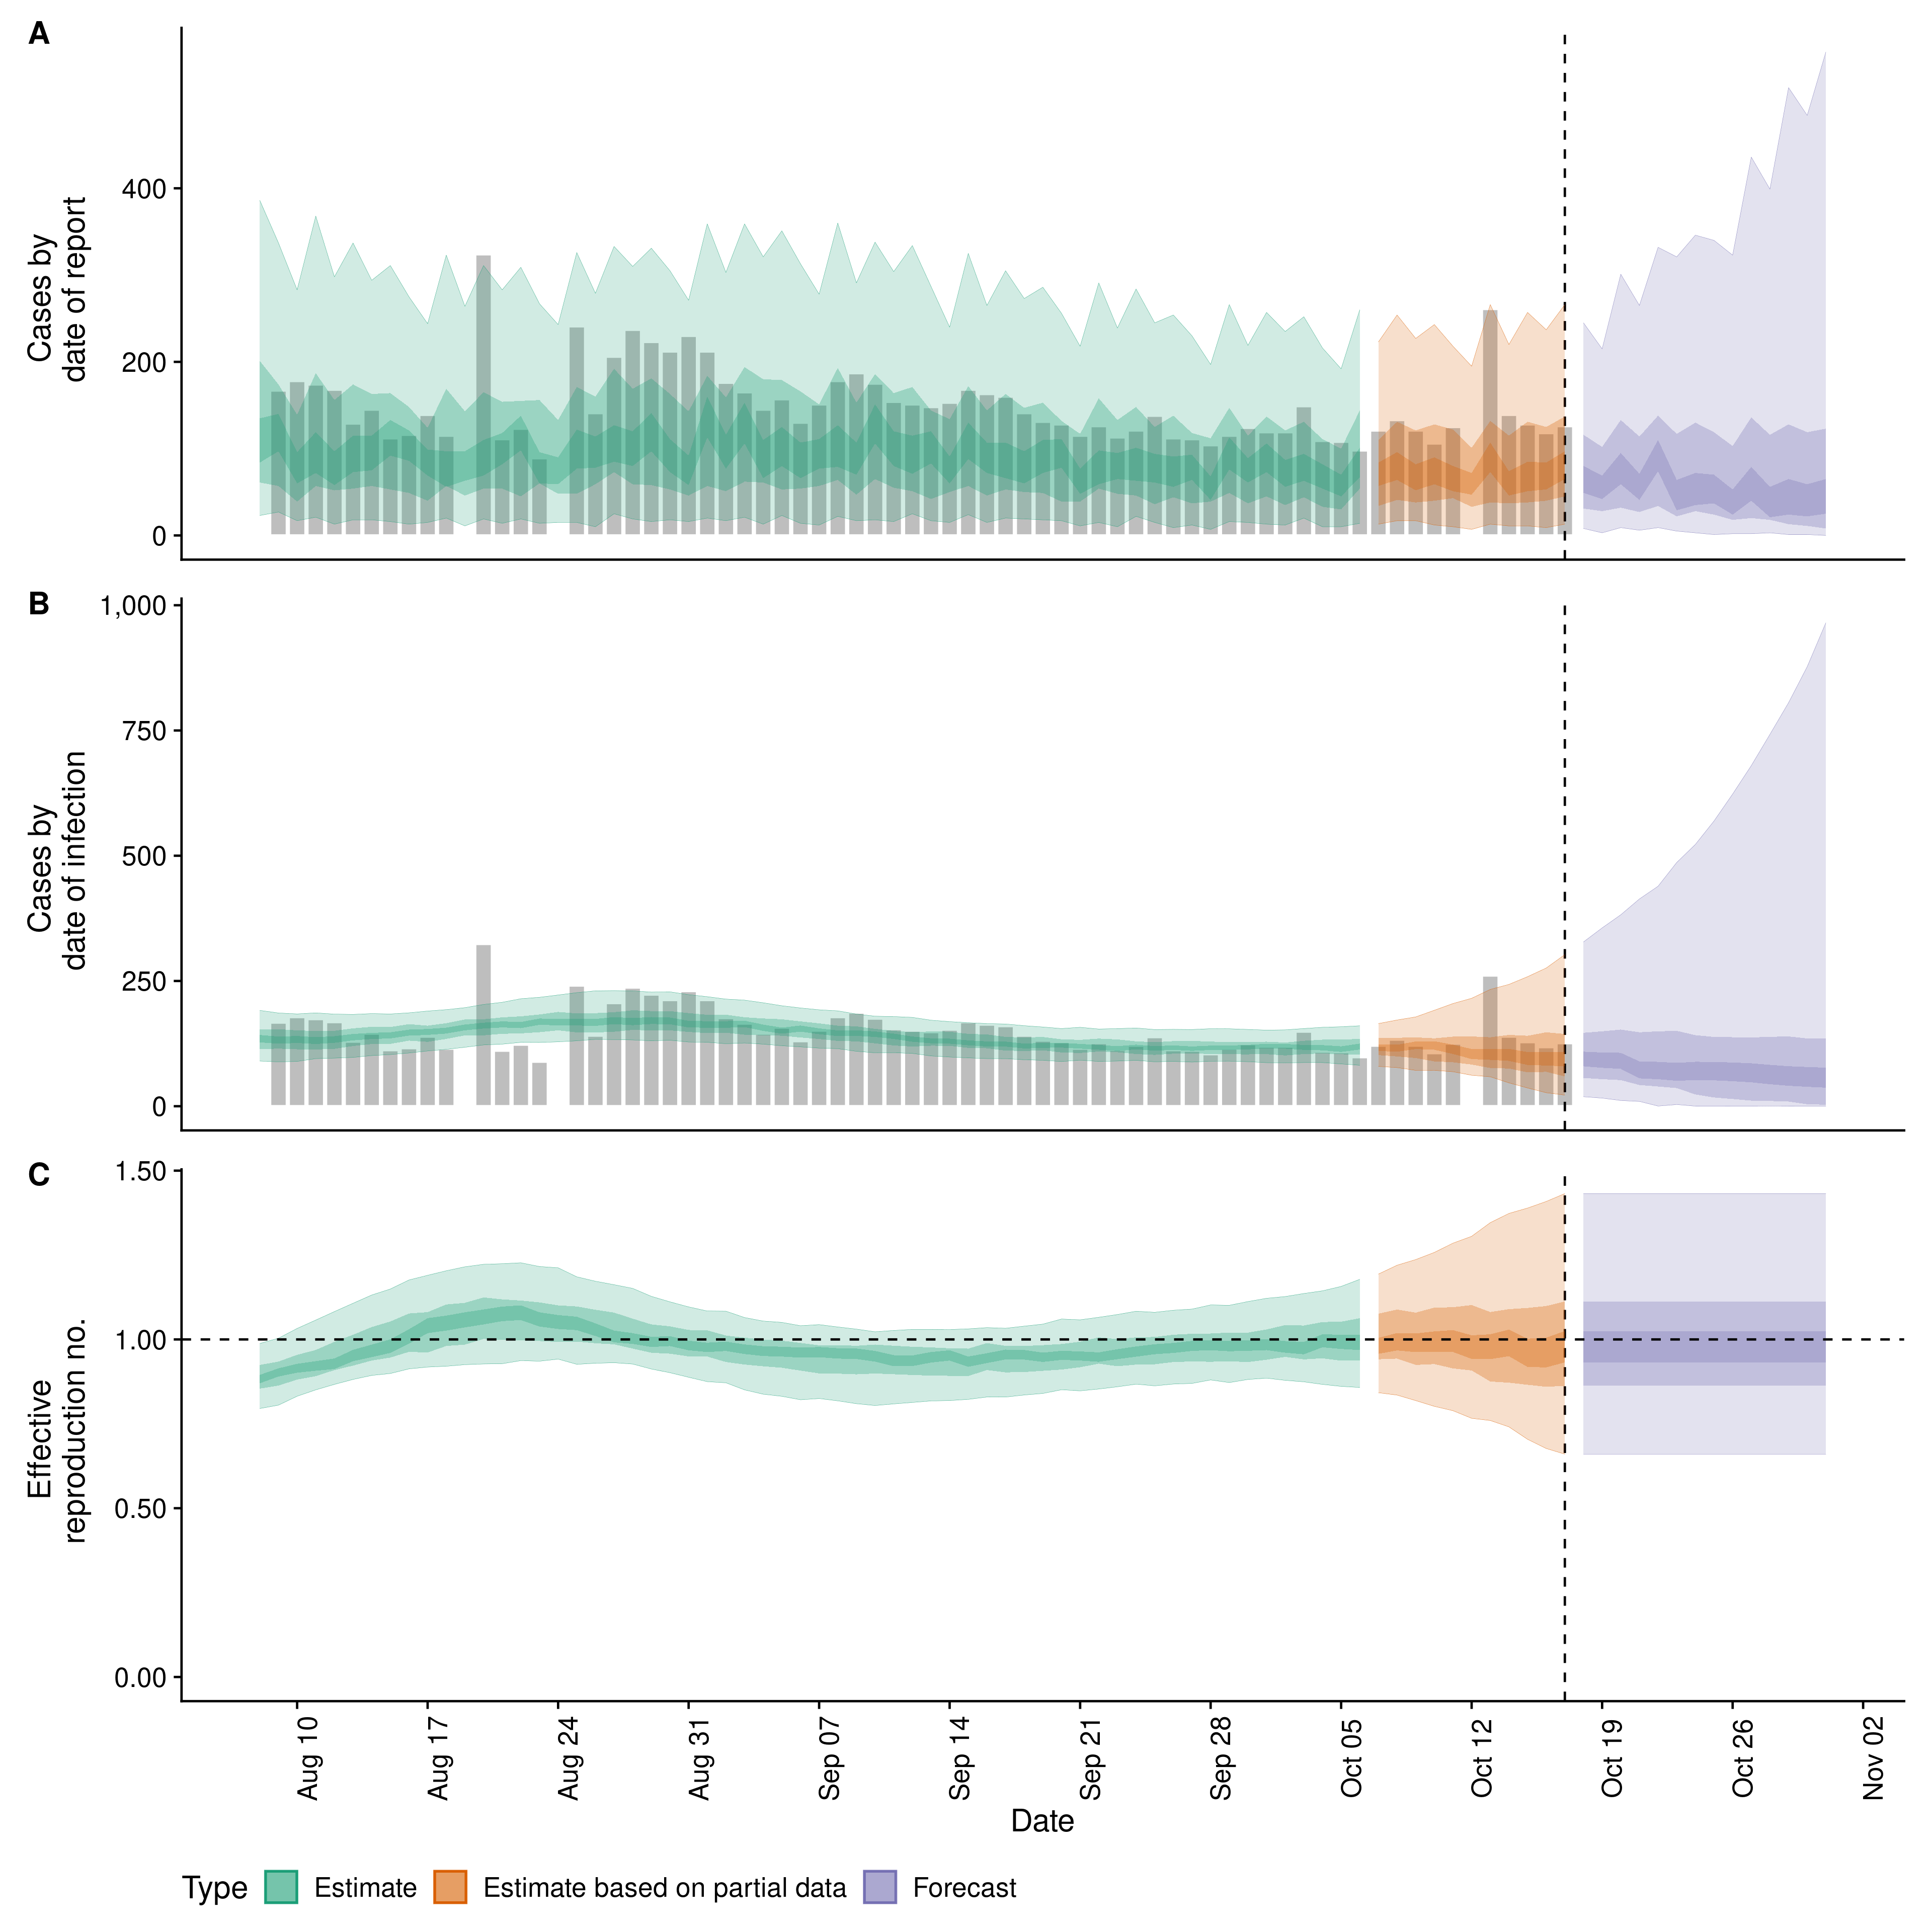 A
Cases by
date of report
400
200
0
B
Cases by
date of infection
1,000
750
500
250
0
C
Effective
reproduction no.
1.50
1.00
0.50
0.00
Aug 10
Aug 17
Aug 24
Aug 31
Sep 07
Sep 14
Sep 21
Sep 28
Oct 05
Oct 12
Oct 19
Oct 26
Nov 02
Date
Type Estimate Estimate based on partial data Forecast